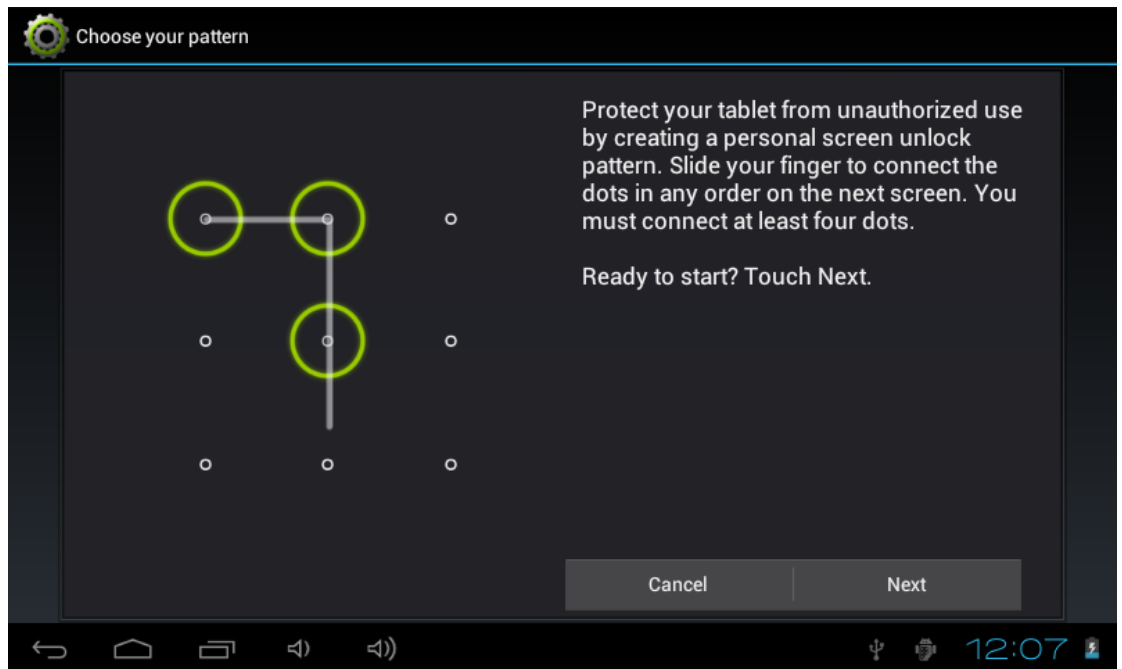 Choose your pattern
Protect your tablet from unauthorized use
by creating a personal screen unlock
pattern. Slide your finger to connect the
dots in any order on the next screen. You
must connect at least four dots.
Ready to start? Touch Next.
Cancel
Next
12:07